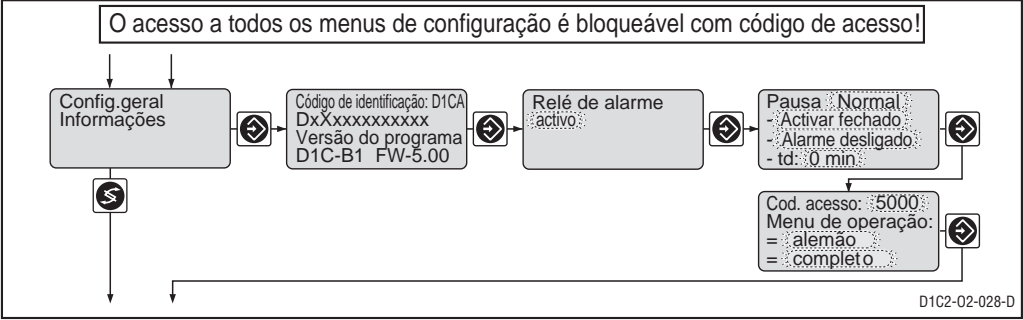 O acesso a todos os menus de configuração é bloqueável com código de acesso!
Config.geral
Informações
Código de identificação: D1CA
DxXxxxxxxxxx
Versão do programa
D1C-B1 FW-5.00
Relé de alarme
activo
Pausa Normal
- Activar fechado
- Alarme desligado
- td: 0 min
Cod. acesso: 5000
Menu de operação:
= alemão
= completo
D1C2-O2-028-D